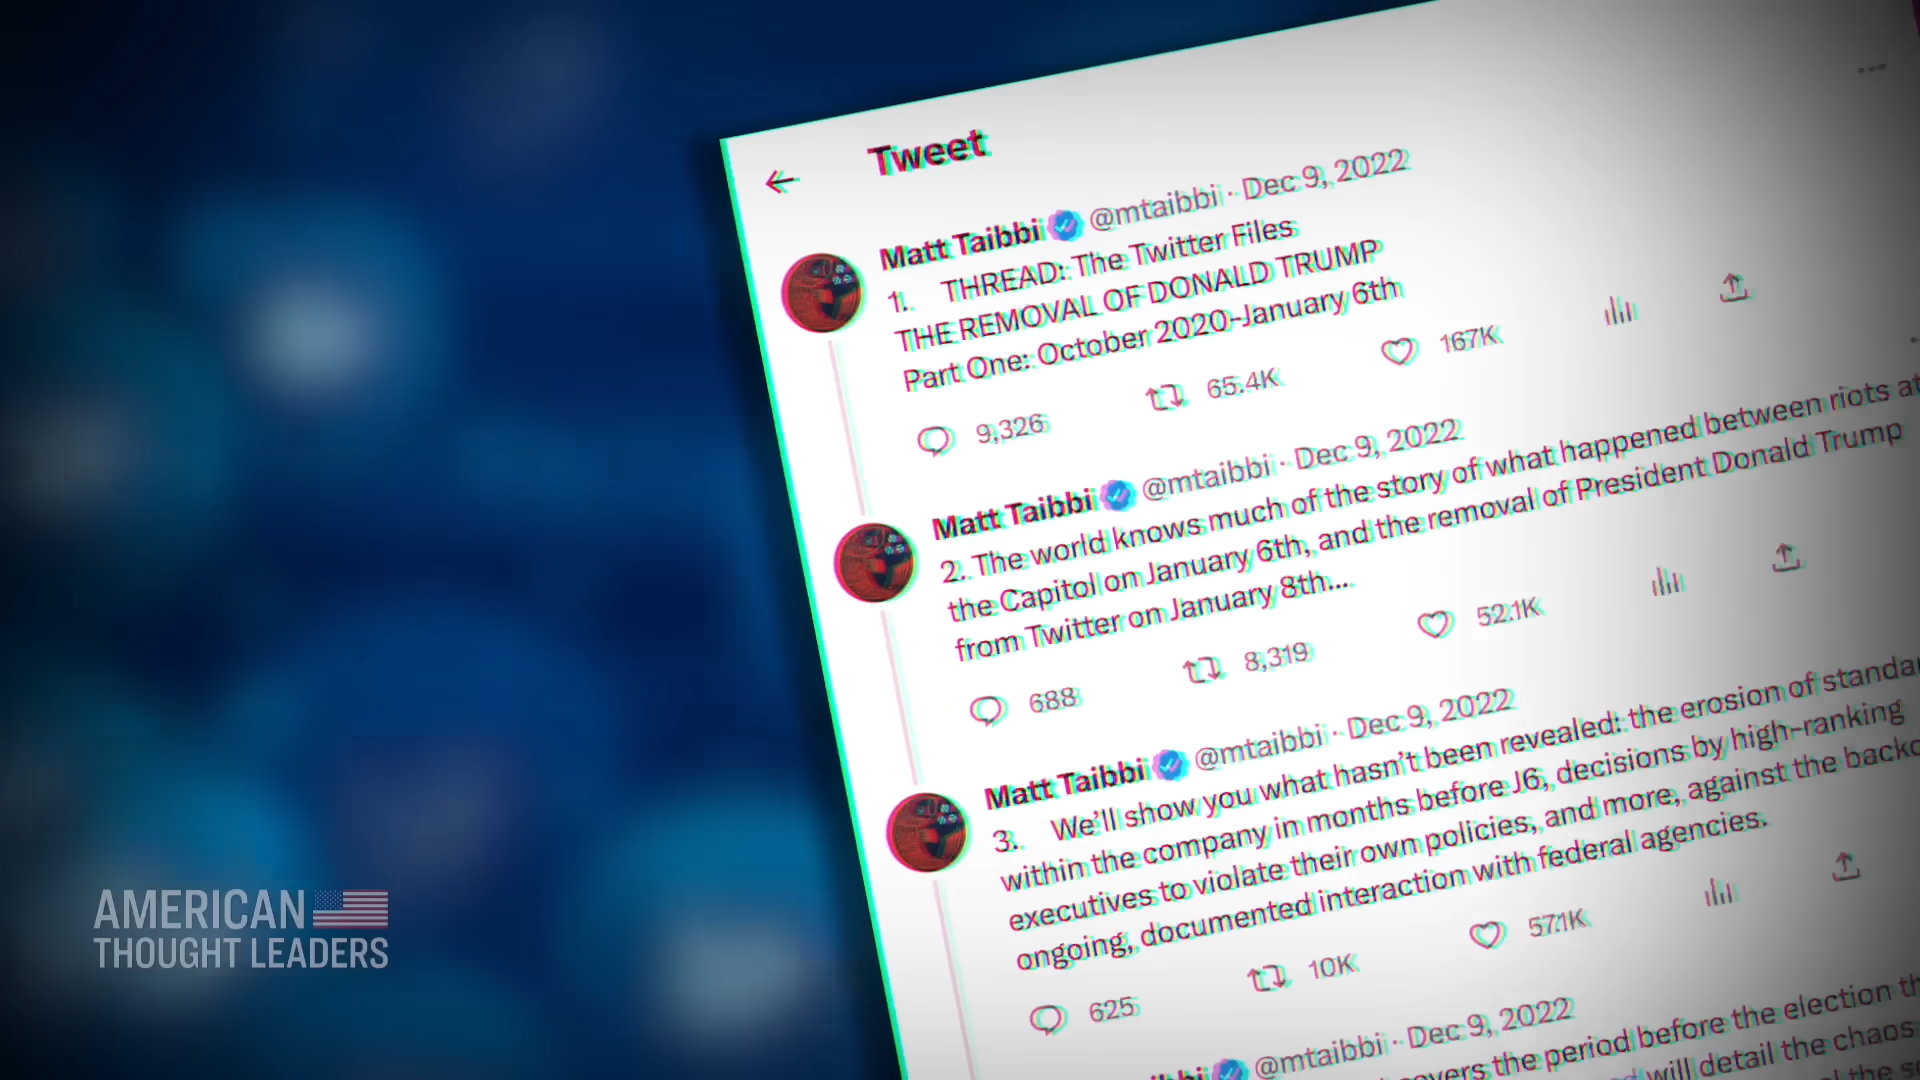 Tweet
Matt Taibbi @mtaibbi · Dec 9, 2022
1. THREAD: The Twitter Files
THE REMOVAL OF DONALD TRUMP
Part One: October 2020-January 6th
9,326 65.4K 167K
Matt Taibbi @mtaibbi · Dec 9, 2022
2. The world knows much of the story of what happened between riots at
the Capitol on January 6th, and the removal of President Donald Trump
from Twitter on January 8th...
688 8,319 52.1K
Matt Taibbi @mtaibbi · Dec 9, 2022
3. We'll show you what hasn't been revealed: the erosion of
within the company in months before J6, decisions by high-ranking
executives to violate their own policies, and more, against the
ongoing, documented interaction with federal agencies.
625 10K 57.1K
@mtaibbi · Dec 9, 2022
the period before the election
will detail the chaos
AMERICAN
THOUGHT LEADERS